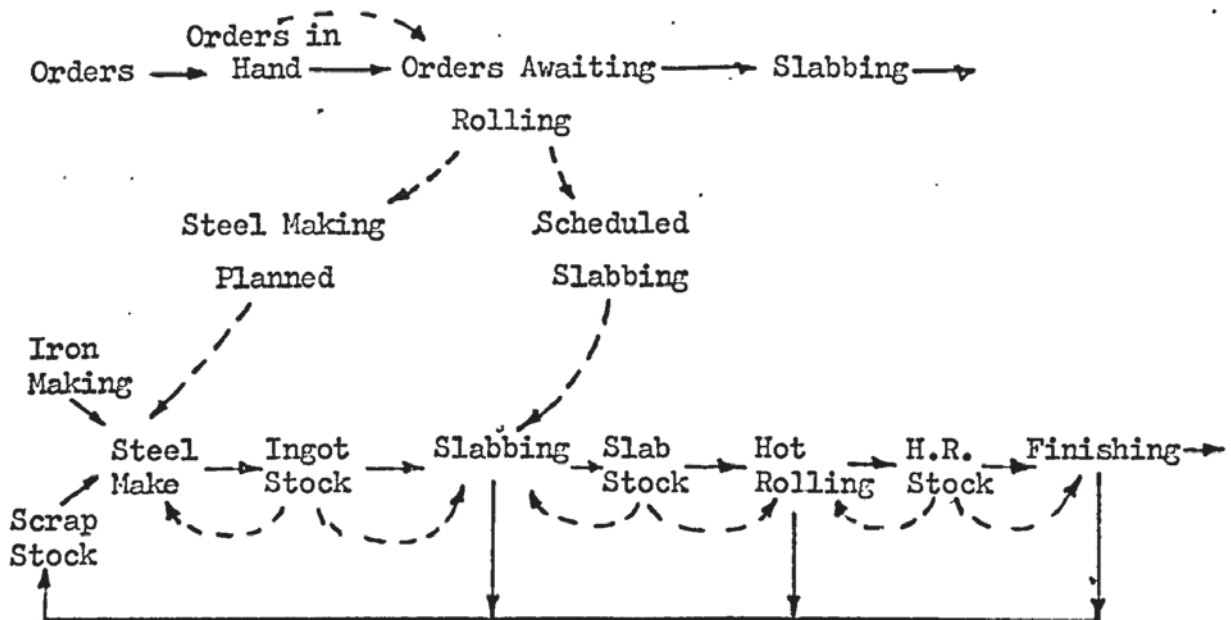 Orders in
Orders Hand Orders Awaiting Slabbing
Rolling
Steel Making Scheduled
Planned Slabbing
Iron
Making
Steel Ingot Slabbing Slab Hot H.R. Finishing
Make Stock Stock Rolling Stock
Scrap
Stock